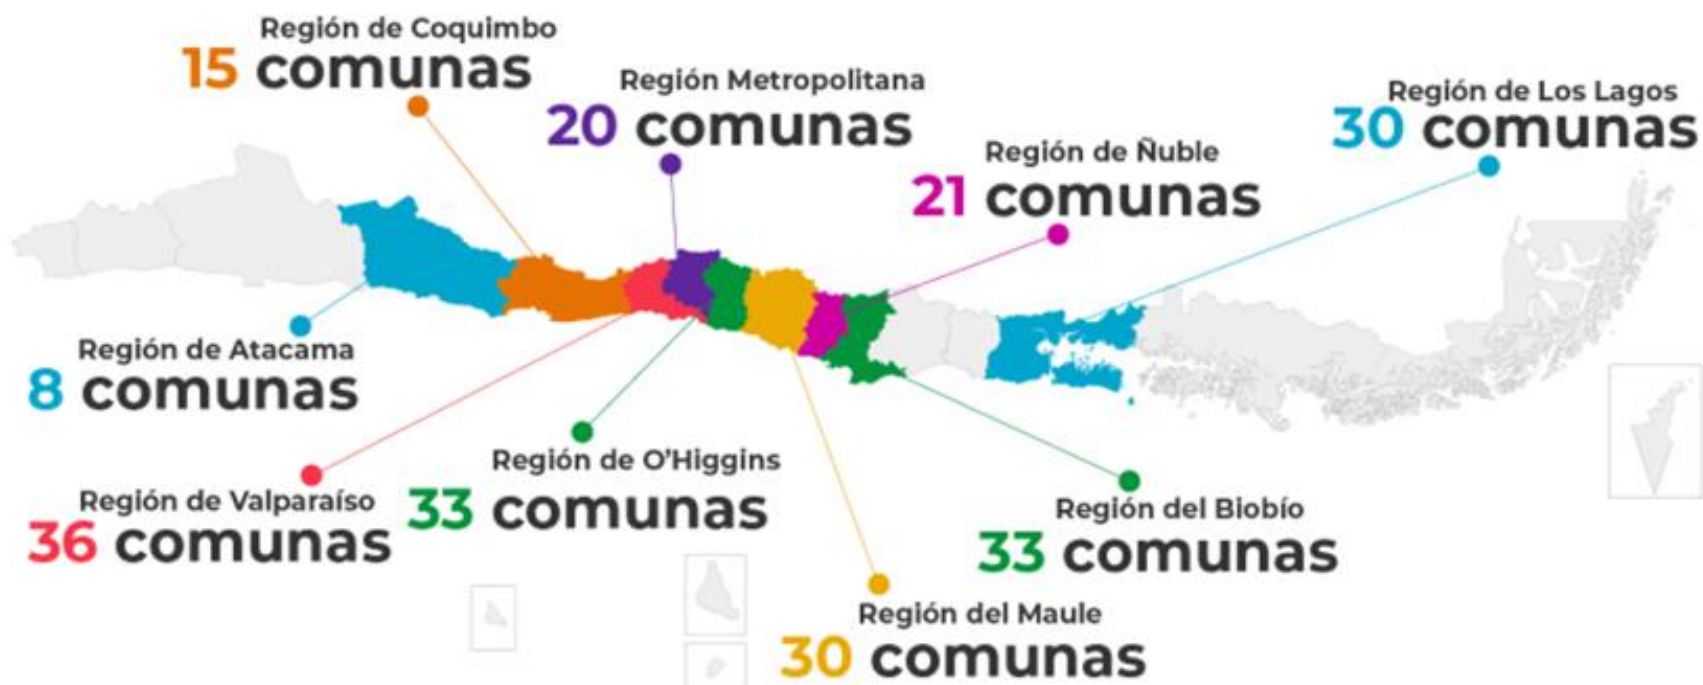 Región de Coquimbo
15 comunas
Región Metropolitana
20 comunas
Región de Los Lagos
30 comunas
Región de Ñuble
21 comunas
Región de Atacama
8 comunas
Región de Valparaíso
36 comunas
Región de O'Higgins
33 comunas
Región del Biobío
33 comunas
Región del Maule
30 comunas